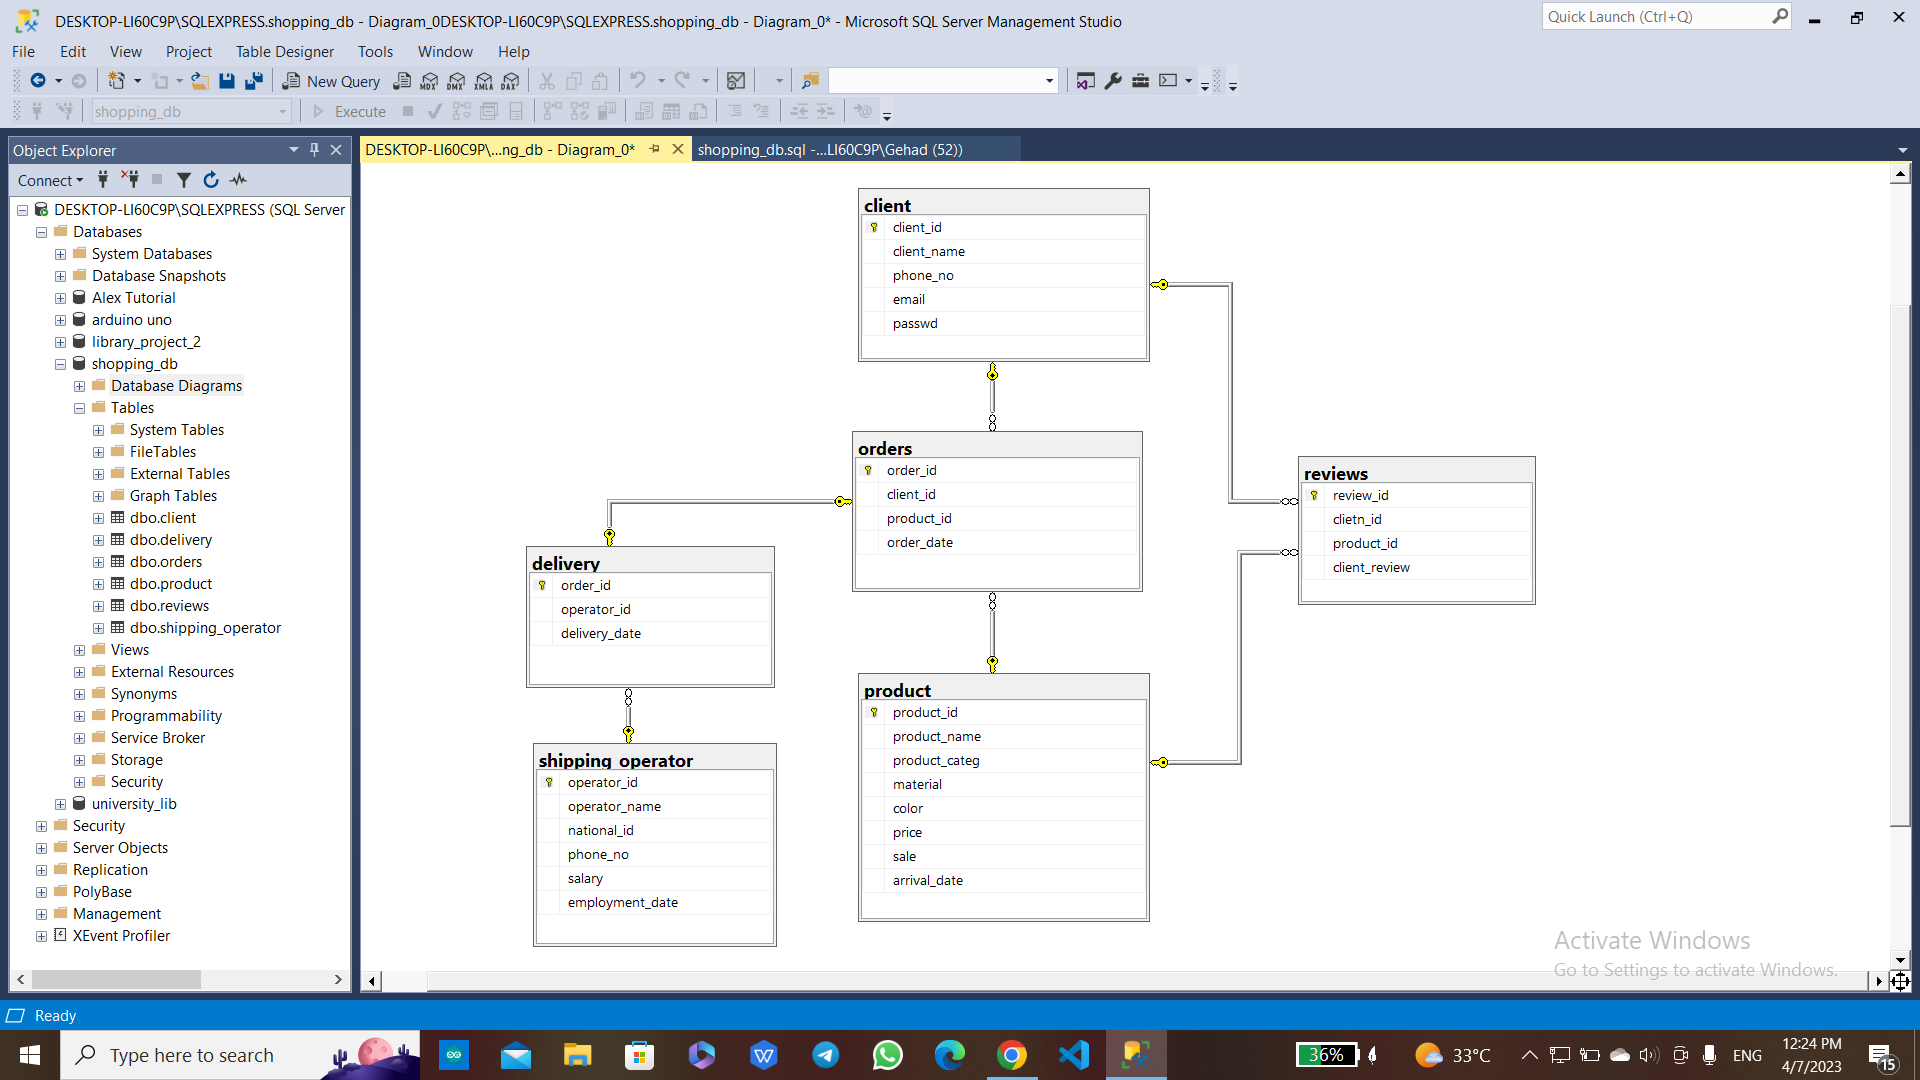 DESKTOP-LI60C9P\SQLEXPRESS.shopping_db - Diagram_0DESKTOP-LI60C9P\SQLEXPRESS.shopping_db - Diagram_0* - Microsoft SQL Server Management Studio
Quick Launch (Ctrl+Q)
File Edit View Project Table Designer Tools Window Help
New Query MDX DMX XMLA DAX
shopping_db Execute
Object Explorer
DESKTOP-LI60C9P\...ng_db - Diagram_0* shopping_db.sql -...LI60C9P\Gehad (52))
Connect
DESKTOP-LI60C9P\SQLEXPRESS (SQL Server
Databases
System Databases
Database Snapshots
Alex Tutorial
arduino uno
library_project_2
shopping_db
Database Diagrams
Tables
System Tables
FileTables
External Tables
Graph Tables
dbo.client
dbo.delivery
dbo.orders
dbo.product
dbo.reviews
dbo.shipping_operator
Views
External Resources
Synonyms
Programmability
Service Broker
Storage
Security
university_lib
Security
Server Objects
Replication
PolyBase
Management
XEvent Profiler
client
client_id
client_name
phone_no
email
passwd
orders
order_id
client_id
product_id
order_date
reviews
review_id
clietn_id
product_id
client_review
delivery
order_id
operator_id
delivery_date
product
product_id
product_name
product_categ
material
color
price
sale
arrival_date
shipping_operator
operator_id
operator_name
national_id
phone_no
salary
employment_date
Activate Windows
Go to Settings to activate Windows.
Ready
Type here to search
36%
33°C
ENG
12:24 PM
4/7/2023
15